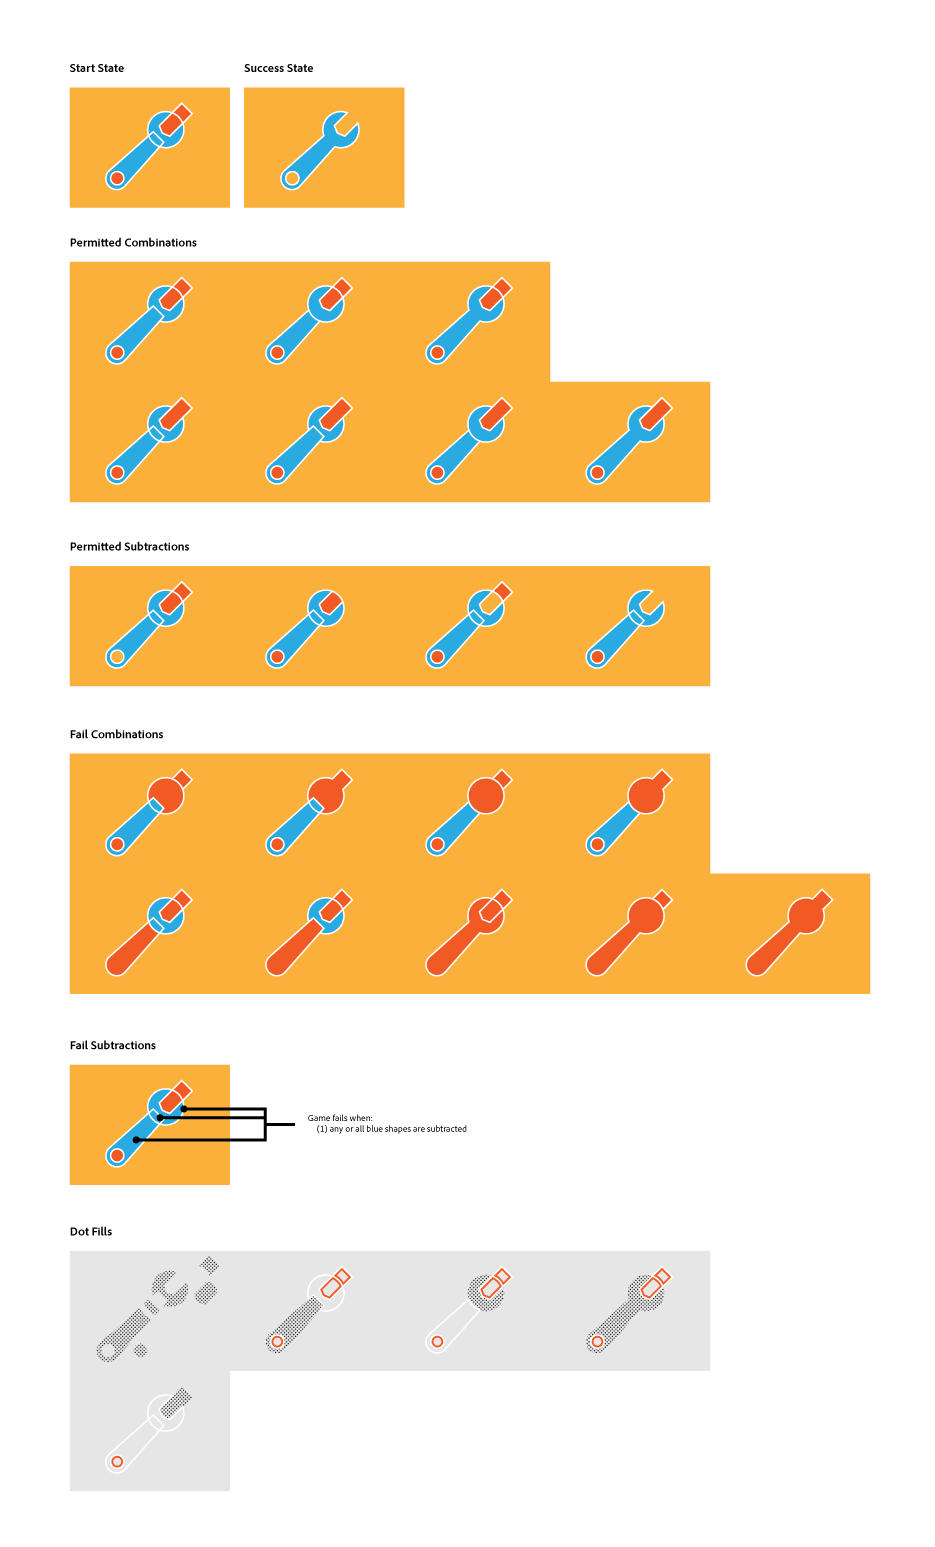 Start State
Success State
Permitted Combinations
Permitted Subtractions
Fail Combinations
Fail Subtractions
Game fails when:
(1) any or all blue shapes are subtracted
Dot Fills